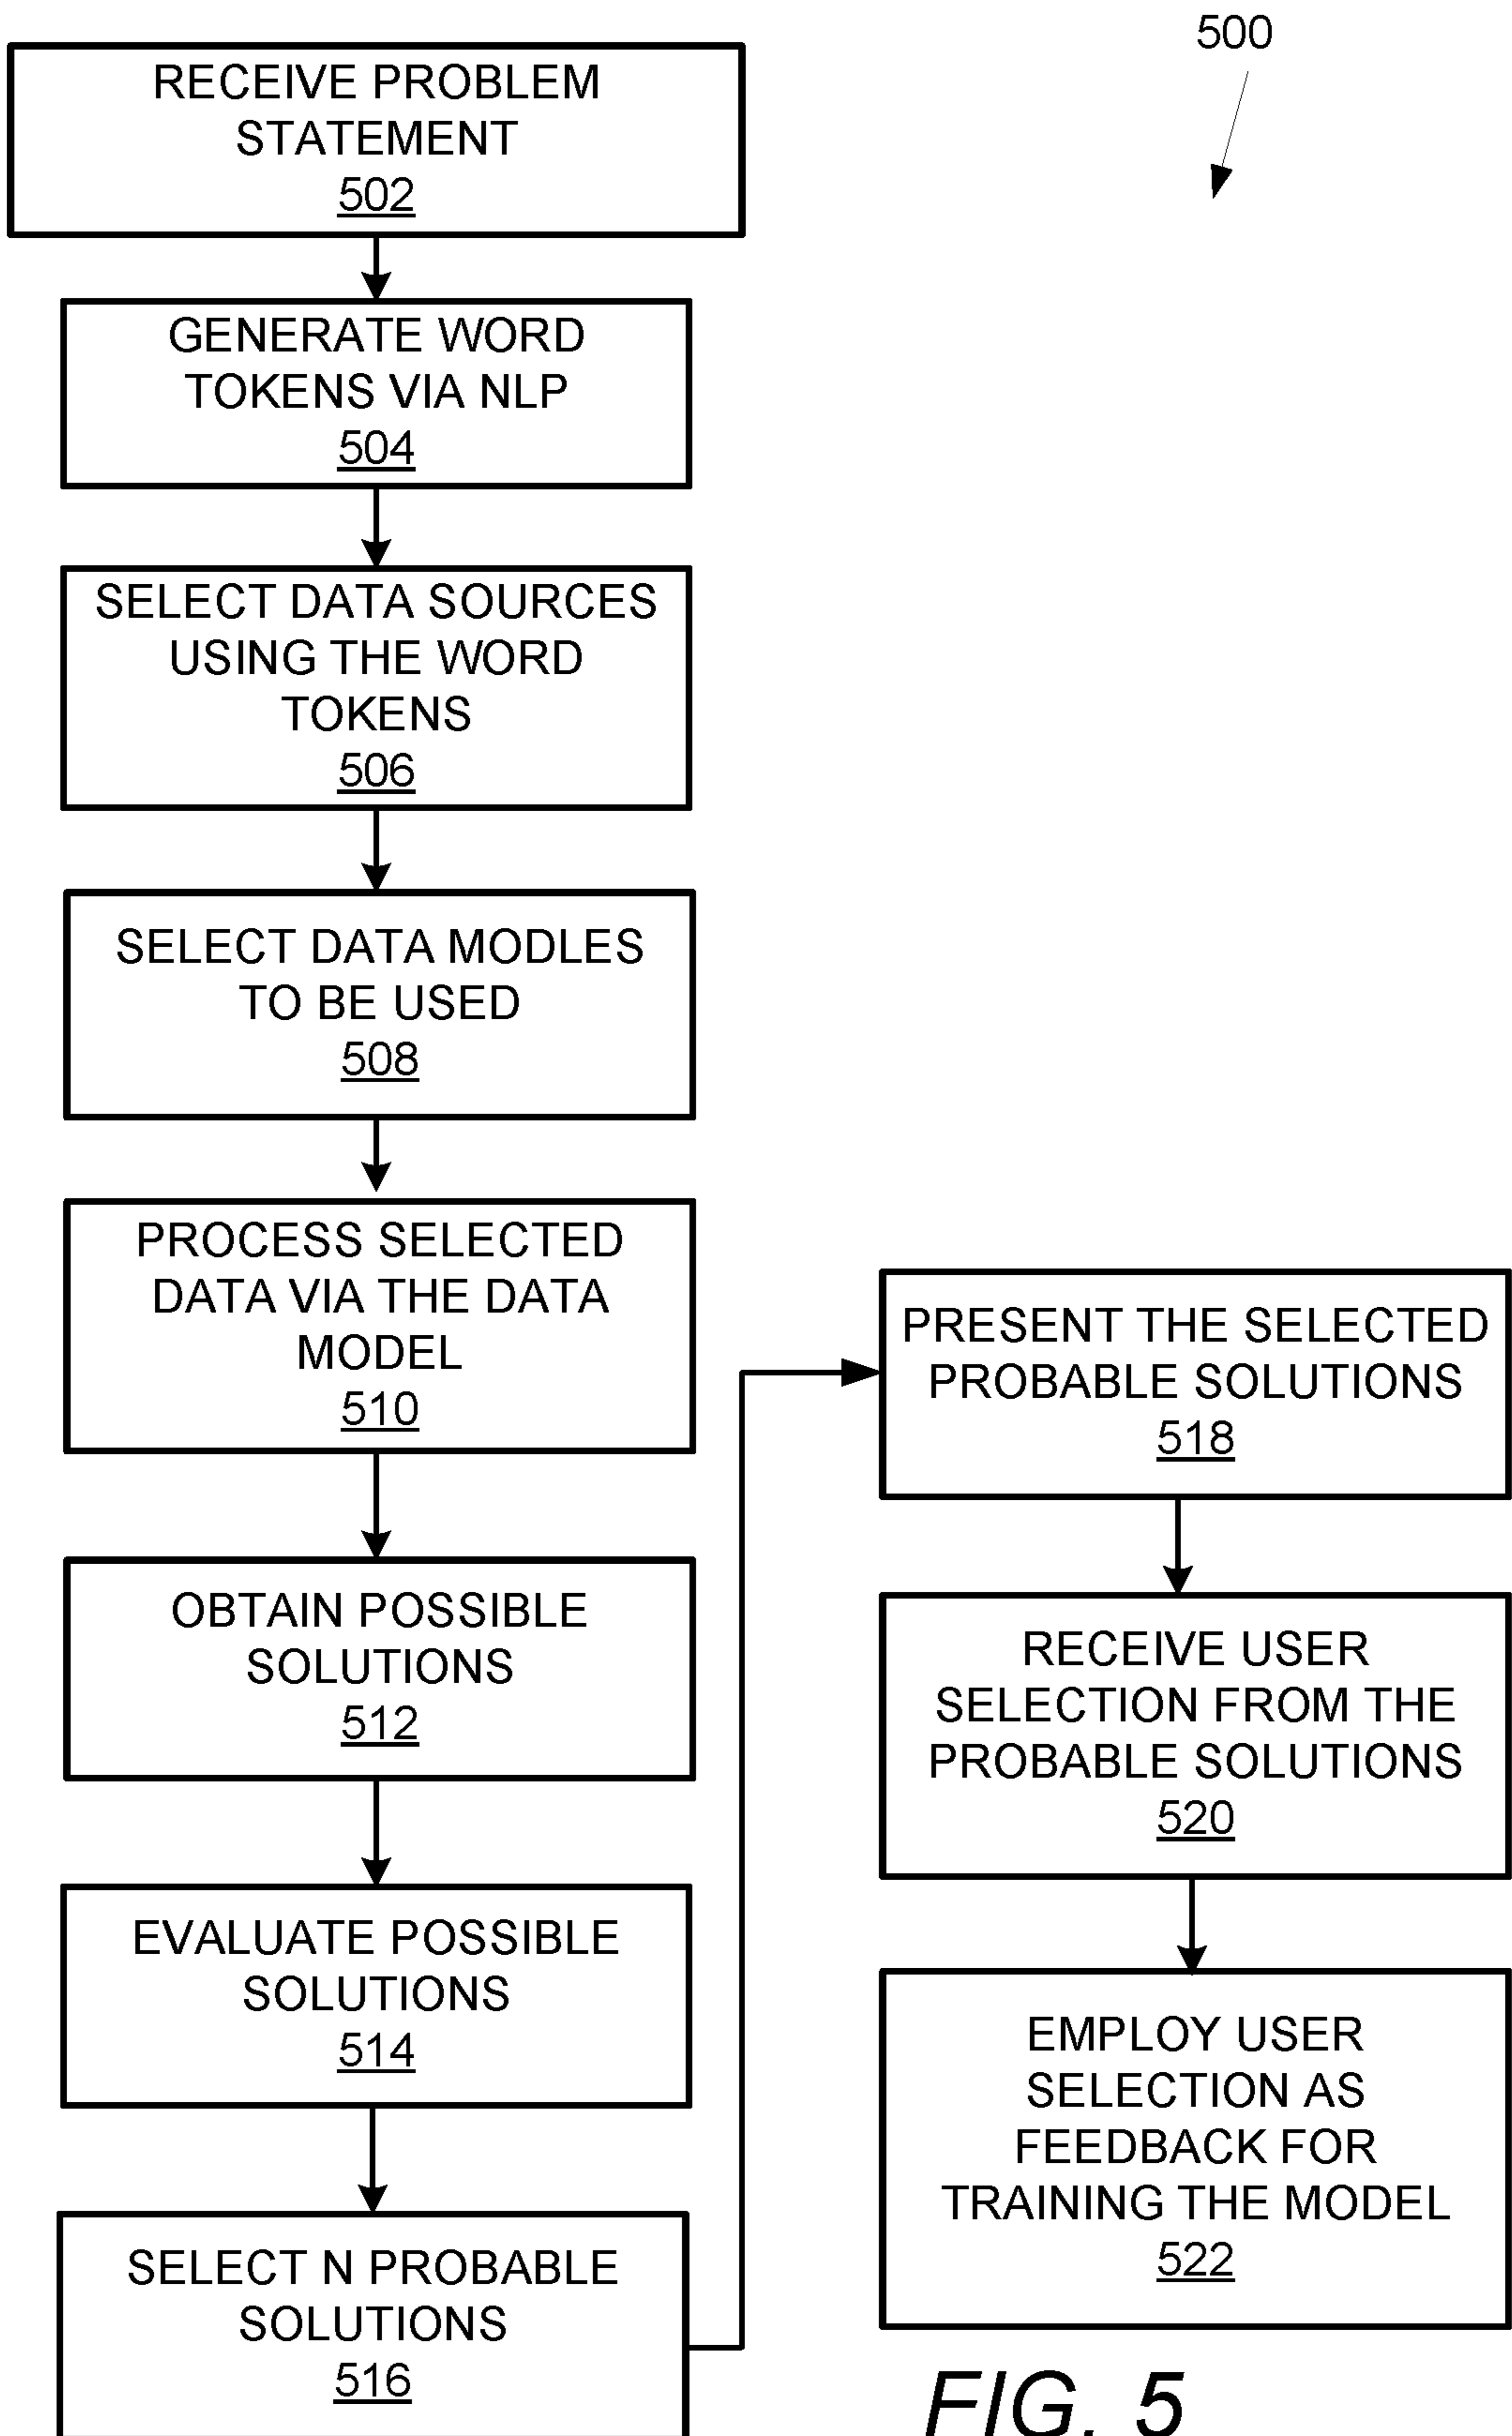 500
RECEIVE PROBLEM
STATEMENT
502
GENERATE WORD
TOKENS VIA NLP
504
SELECT DATA SOURCES
USING THE WORD
TOKENS
506
SELECT DATA MODLES
TO BE USED
508
PROCESS SELECTED
DATA VIA THE DATA
MODEL
510
OBTAIN POSSIBLE
SOLUTIONS
512
EVALUATE POSSIBLE
SOLUTIONS
514
SELECT N PROBABLE
SOLUTIONS
516
PRESENT THE SELECTED
PROBABLE SOLUTIONS
518
RECEIVE USER
SELECTION FROM THE
PROBABLE SOLUTIONS
520
EMPLOY USER
SELECTION AS
FEEDBACK FOR
TRAINING THE MODEL
522
FIG. 5